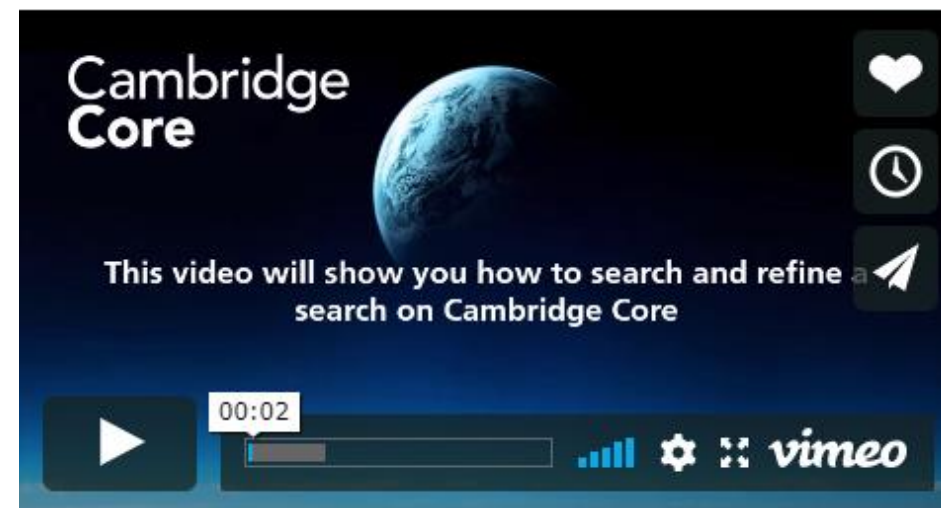 Cambridge
Core
This video will show you how to search and refine a
search on Cambridge Core
00:02
vimeo